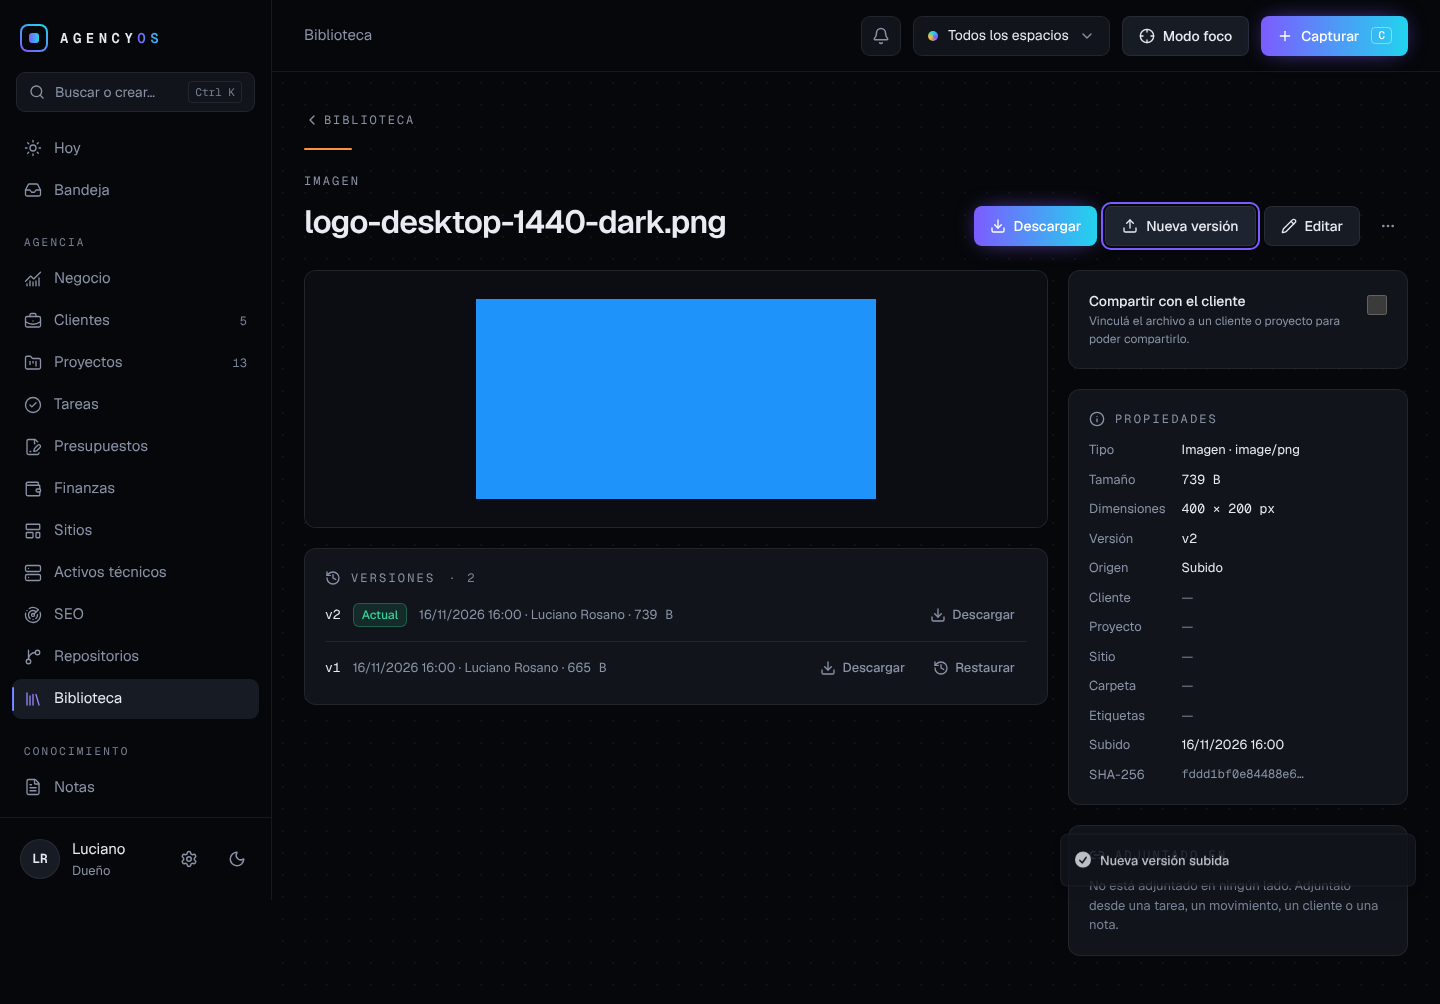 AGENCYOS
Buscar o crear... Ctrl K
Hoy
Bandeja
AGENCIA
Negocio
Clientes 5
Proyectos 13
Tareas
Presupuestos
Finanzas
Sitios
Activos técnicos
SEO
Repositorios
Biblioteca
CONOCIMIENTO
Notas
LR
Luciano
Dueño
Biblioteca
Todos los espacios
Modo foco
Capturar C
BIBLIOTECA
IMAGEN
logo-desktop-1440-dark.png
Descargar
Nueva versión
Editar
VERSIONES · 2
v2 Actual 16/11/2026 16:00 · Luciano Rosano · 739 B Descargar
v1 16/11/2026 16:00 · Luciano Rosano · 665 B Descargar Restaurar
Compartir con el cliente
Vinculá el archivo a un cliente o proyecto para
poder compartirlo.
PROPIEDADES
Tipo Imagen · image/png
Tamaño 739 B
Dimensiones 400 × 200 px
Versión v2
Origen Subido
Cliente —
Proyecto —
Sitio —
Carpeta —
Etiquetas —
Subido 16/11/2026 16:00
SHA-256 fddd1bf0e84488e6…
ADJUNTADO EN
Nueva versión subida
No está adjuntado en ningún lado. Adjuntalo
desde una tarea, un movimiento, un cliente o una
nota.